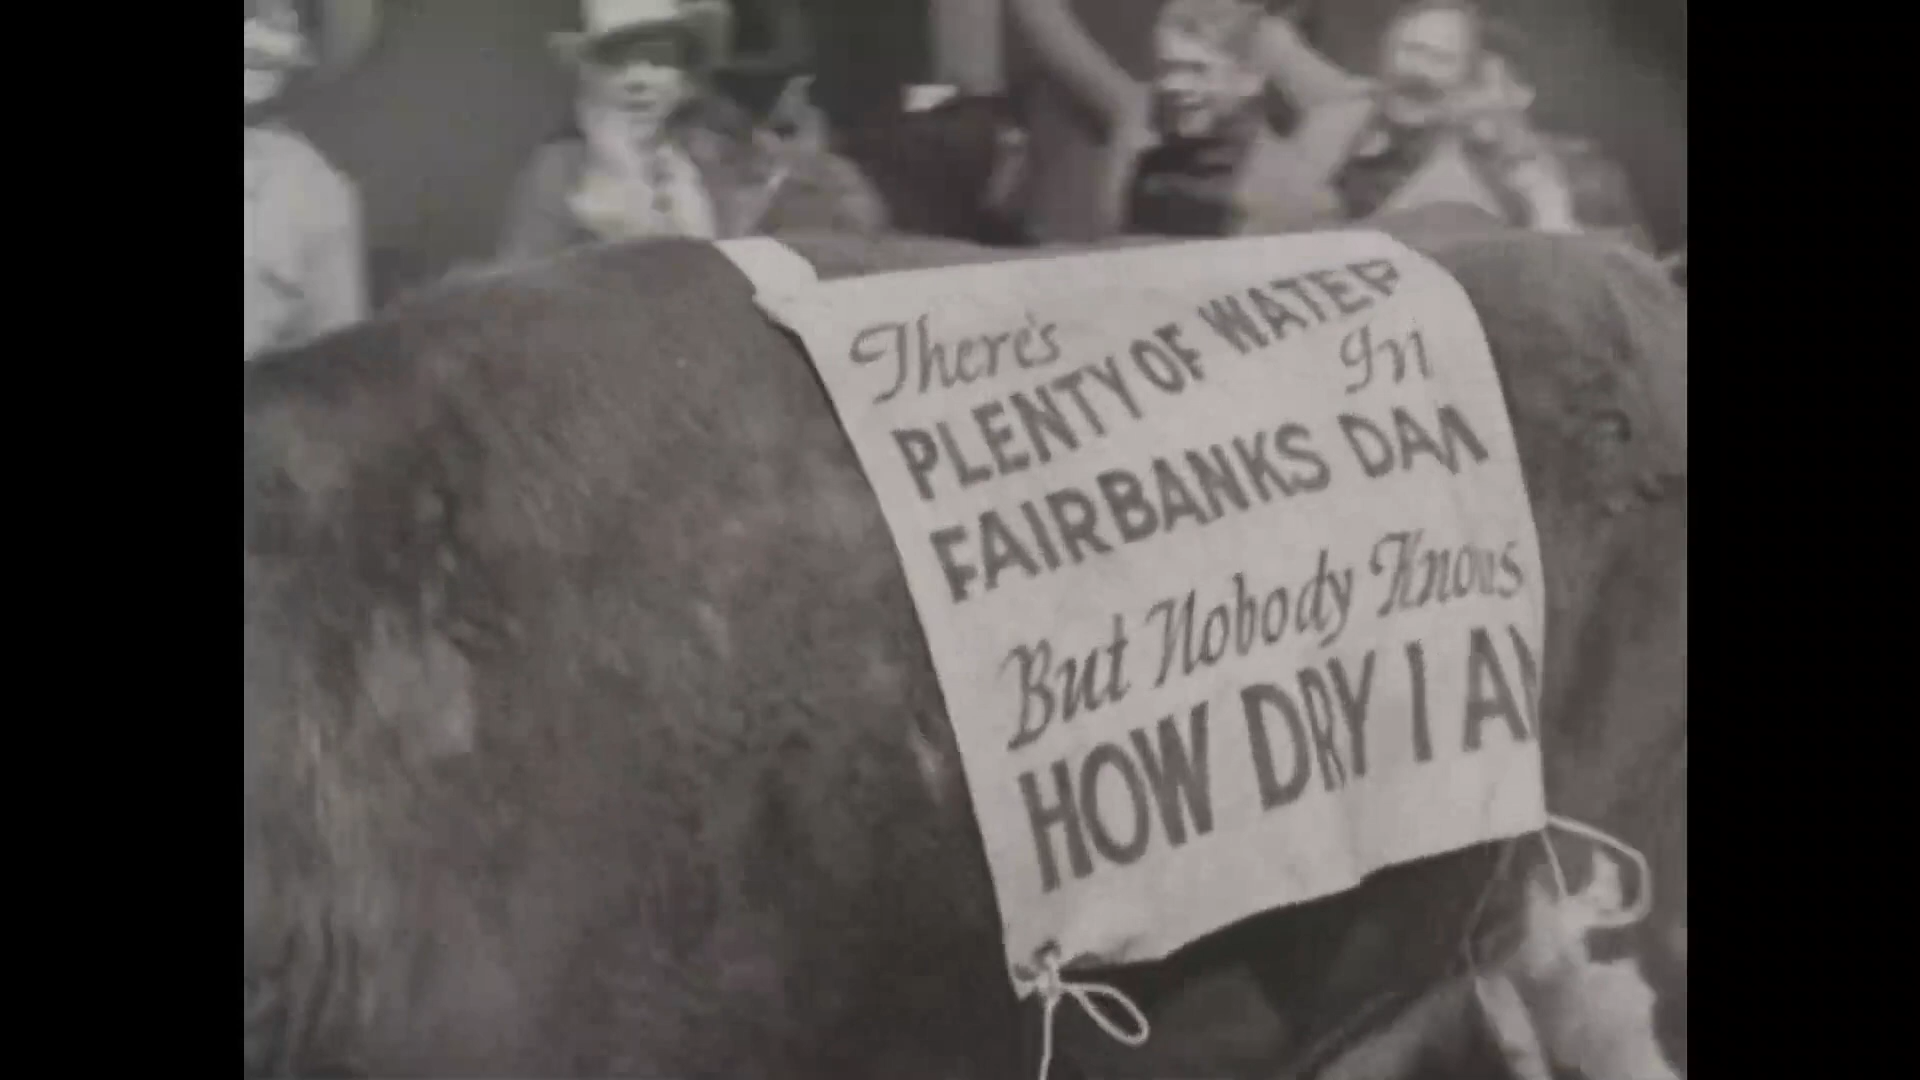 There's
PLENTY OF WATER
In
FAIRBANKS DAM
But Nobody Knows
HOW DRY I AM